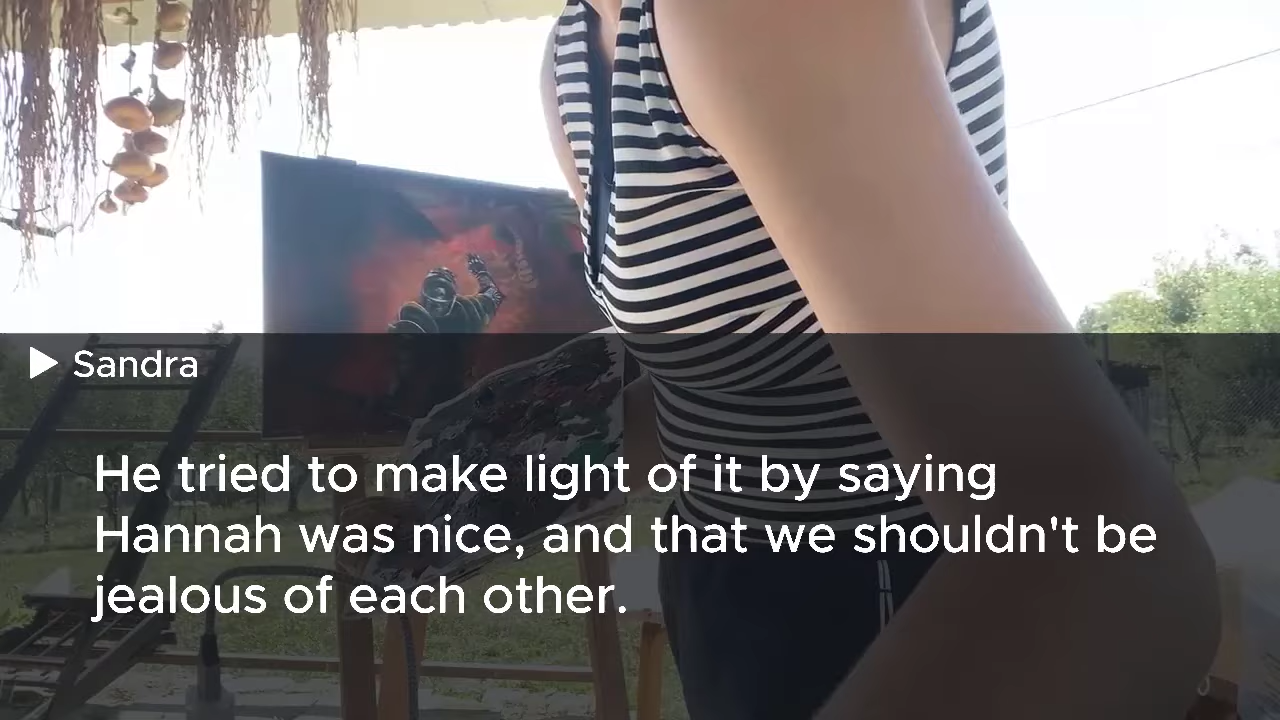 Sandra
He tried to make light of it by saying
Hannah was nice, and that we shouldn't be
jealous of each other.